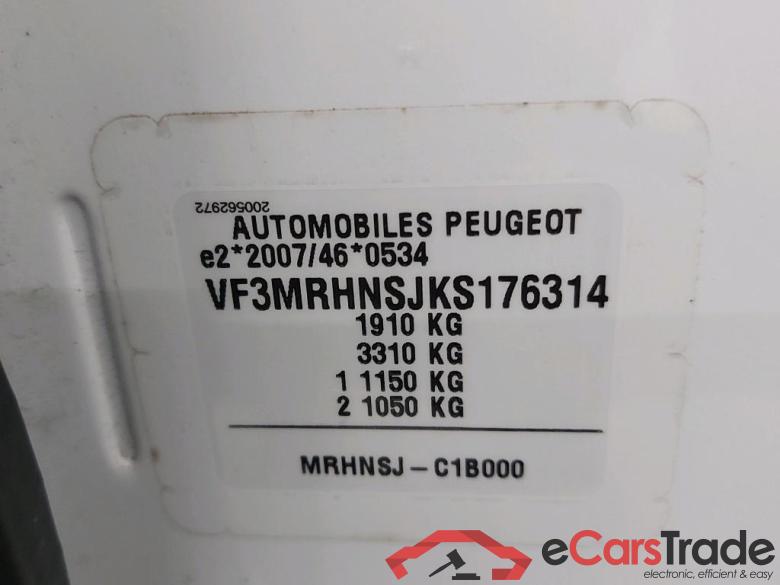 200562972
AUTOMOBILES PEUGEOT
e2*2007/46*0534
VF3MRHNSJKS176314
1910 KG
3310 KG
1 1150 KG
2 1050 KG
MRHNSJ-C1B000
eCarsTrade
electronic, efficient & easy